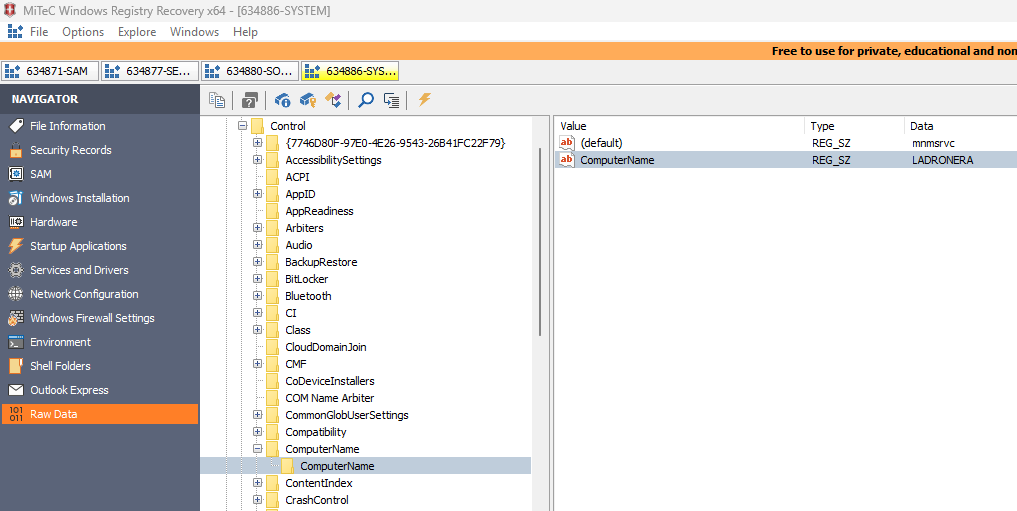 MiTeC Windows Registry Recovery x64 - [634886-SYSTEM]
File Options Explore Windows Help
Free to use for private, educational and non
634871-SAM 634877-SE... 634880-SO... 634886-SYS...
NAVIGATOR
File Information
Security Records
SAM
Windows Installation
Hardware
Startup Applications
Services and Drivers
Network Configuration
Windows Firewall Settings
Environment
Shell Folders
Outlook Express
101
011
Raw Data
Control
{7746D80F-97E0-4E26-9543-26B41FC22F79}
AccessibilitySettings
ACPI
AppID
AppReadiness
Arbiters
Audio
BackupRestore
BitLocker
Bluetooth
CI
Class
CloudDomainJoin
CMF
CoDeviceInstallers
COM Name Arbiter
CommonGlobUserSettings
Compatibility
ComputerName
ComputerName
ContentIndex
CrashControl
Value Type Data
ab (default) REG_SZ mnmsrvc
ab ComputerName REG_SZ LADRONERA